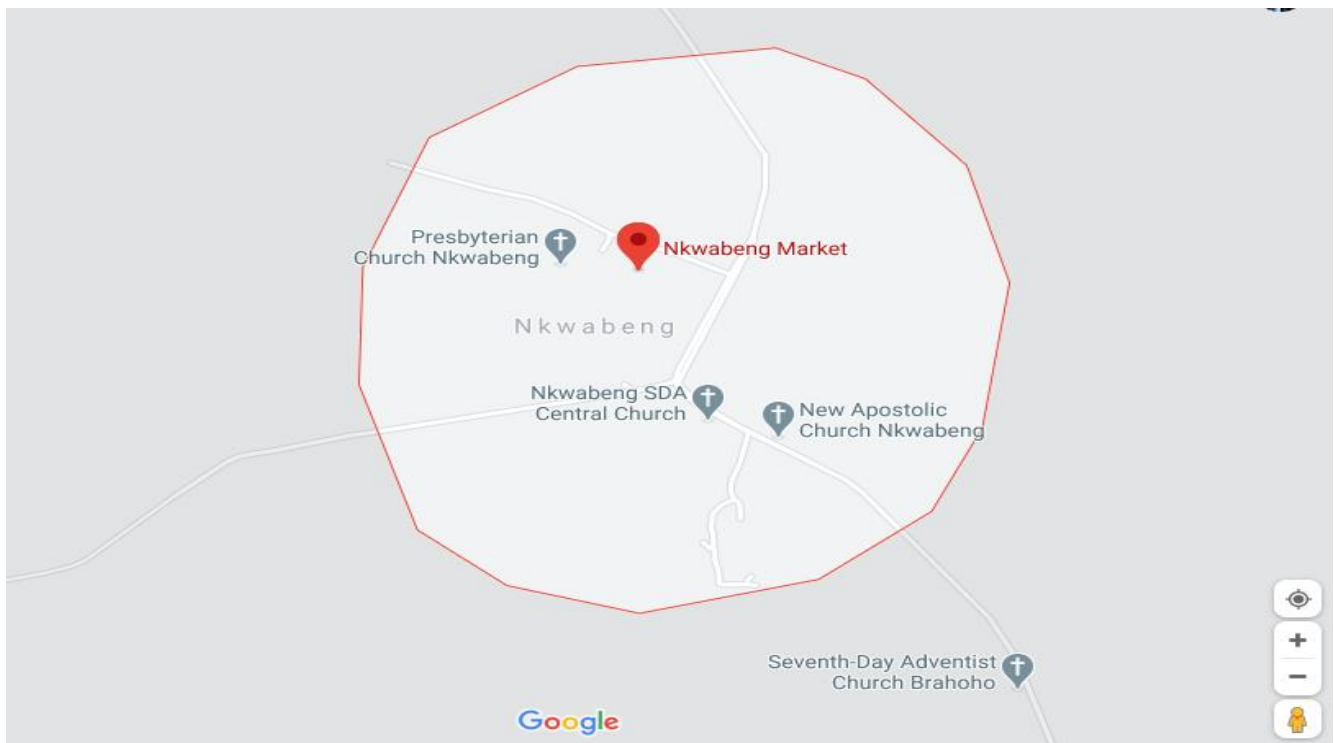 Presbyterian
Church Nkwabeng
Nkwabeng Market
Nkwabeng
Nkwabeng SDA
Central Church
New Apostolic
Church Nkwabeng
Seventh-Day Adventist
Church Brahoho
Google